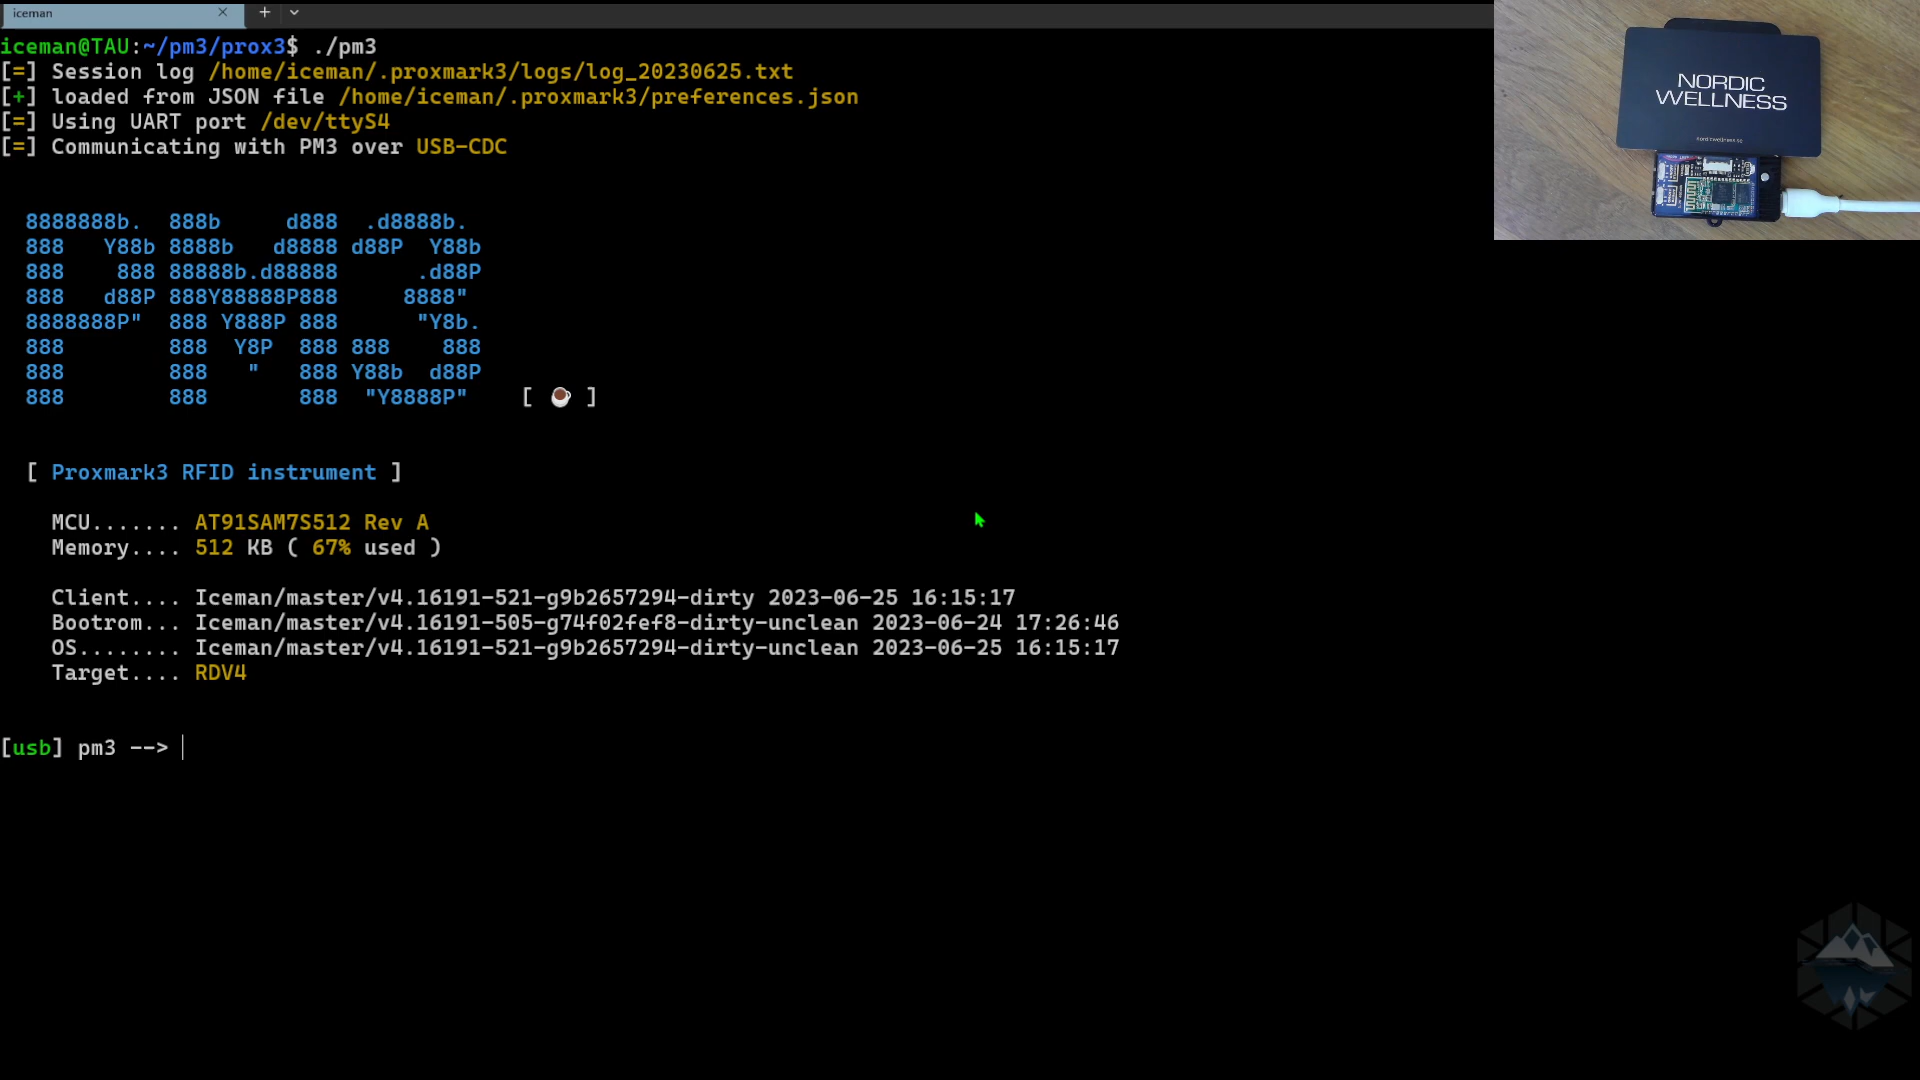 iceman
iceman@TAU:~/pm3/prox3$ ./pm3
[=] Session log /home/iceman/.proxmark3/logs/log_20230625.txt
[+] loaded from JSON file /home/iceman/.proxmark3/preferences.json
[=] Using UART port /dev/ttyS4
[=] Communicating with PM3 over USB-CDC
8888888b.  888b     d888  .d8888b.
888   Y88b 8888b   d8888 d88P  Y88b
888    888 88888b.d88888      .d88P
888   d88P 888Y88888P888     8888"
8888888P"  888 Y888P 888      "Y8b.
888        888  Y8P  888 888    888
888        888   "   888 Y88b  d88P
888        888       888  "Y8888P"    [ ☕ ]
[ Proxmark3 RFID instrument ]
MCU....... AT91SAM7S512 Rev A
Memory.... 512 KB ( 67% used )
Client.... Iceman/master/v4.16191-521-g9b2657294-dirty 2023-06-25 16:15:17
Bootrom... Iceman/master/v4.16191-505-g74f02fef8-dirty-unclean 2023-06-24 17:26:46
OS........ Iceman/master/v4.16191-521-g9b2657294-dirty-unclean 2023-06-25 16:15:17
Target.... RDV4
[usb] pm3 -->
NORDIC
WELLNESS
nordicwellness.se